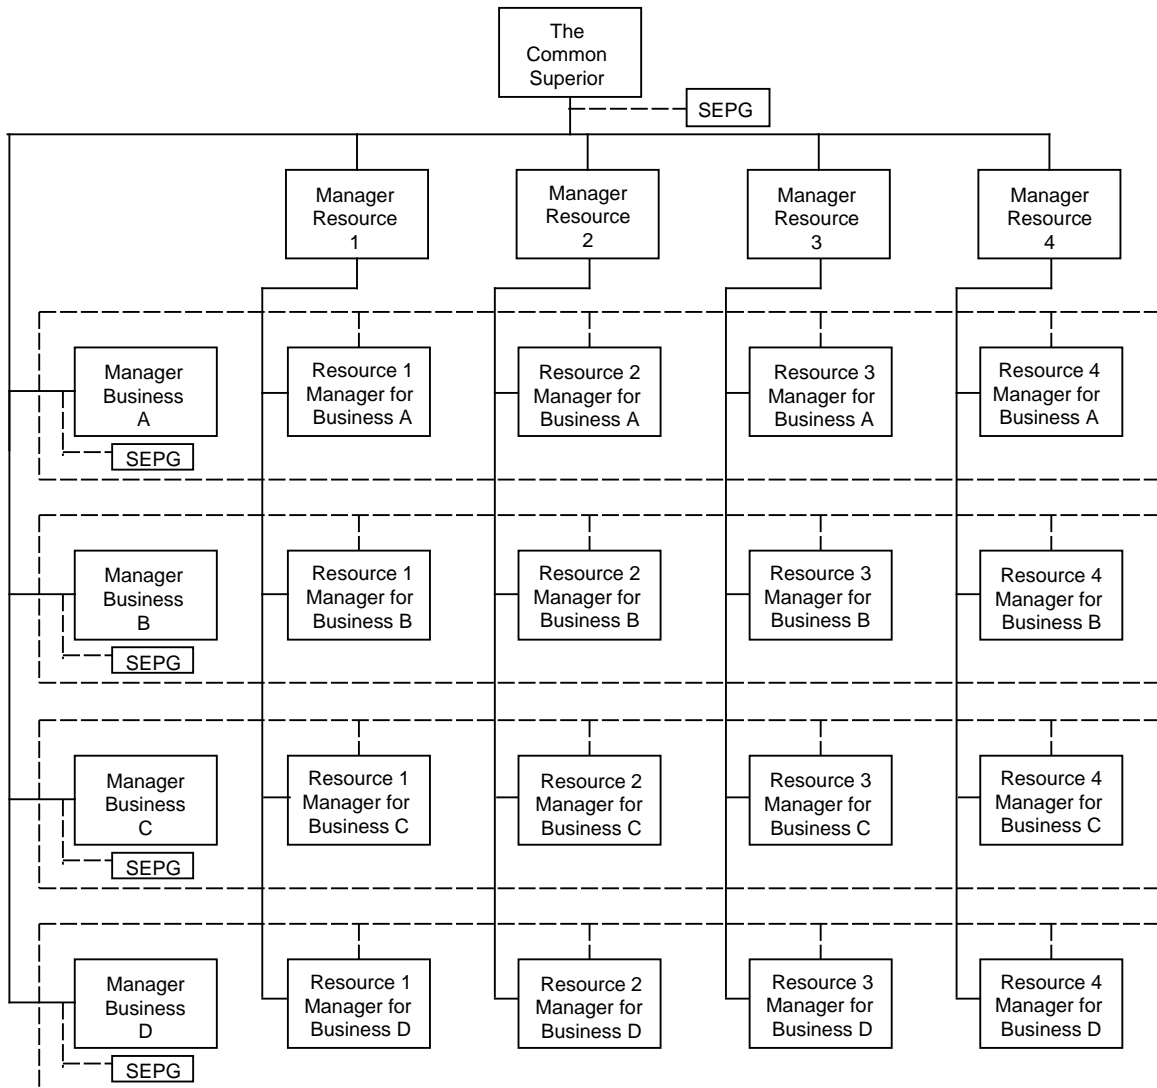 The
Common
Superior
SEPG
Manager
Resource
1
Manager
Resource
2
Manager
Resource
3
Manager
Resource
4
Manager
Business
A
SEPG
Resource 1
Manager for
Business A
Resource 2
Manager for
Business A
Resource 3
Manager for
Business A
Resource 4
Manager for
Business A
Manager
Business
B
SEPG
Resource 1
Manager for
Business B
Resource 2
Manager for
Business B
Resource 3
Manager for
Business B
Resource 4
Manager for
Business B
Manager
Business
C
SEPG
Resource 1
Manager for
Business C
Resource 2
Manager for
Business C
Resource 3
Manager for
Business C
Resource 4
Manager for
Business C
Manager
Business
D
SEPG
Resource 1
Manager for
Business D
Resource 2
Manager for
Business D
Resource 3
Manager for
Business D
Resource 4
Manager for
Business D